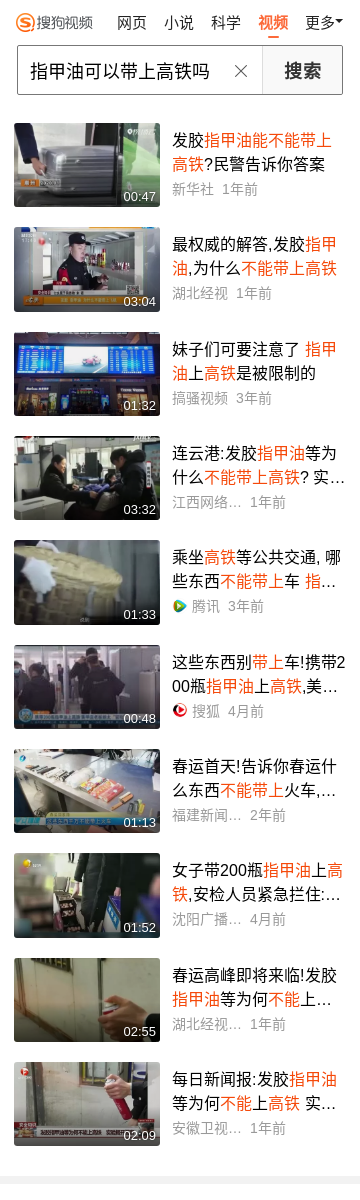 搜狗视频 网页 小说 科学 视频 更多
指甲油可以带上高铁吗 搜索
00:47
发胶指甲油能不能带上
高铁?民警告诉你答案
新华社 1年前
03:04
最权威的解答,发胶指甲
油,为什么不能带上高铁
湖北经视 1年前
01:32
妹子们可要注意了 指甲
油上高铁是被限制的
搞骚视频 3年前
03:32
连云港:发胶指甲油等为
什么不能带上高铁? 实…
江西网络… 1年前
01:33
乘坐高铁等公共交通, 哪
些东西不能带上车 指…
腾讯 3年前
00:48
这些东西别带上车!携带2
00瓶指甲油上高铁,美…
搜狐 4月前
01:13
春运首天!告诉你春运什
么东西不能带上火车,…
福建新闻… 2年前
01:52
女子带200瓶指甲油上高
铁,安检人员紧急拦住:…
沈阳广播… 4月前
02:55
春运高峰即将来临!发胶
指甲油等为何不能上…
湖北经视… 1年前
02:09
每日新闻报:发胶指甲油
等为何不能上高铁 实…
安徽卫视… 1年前